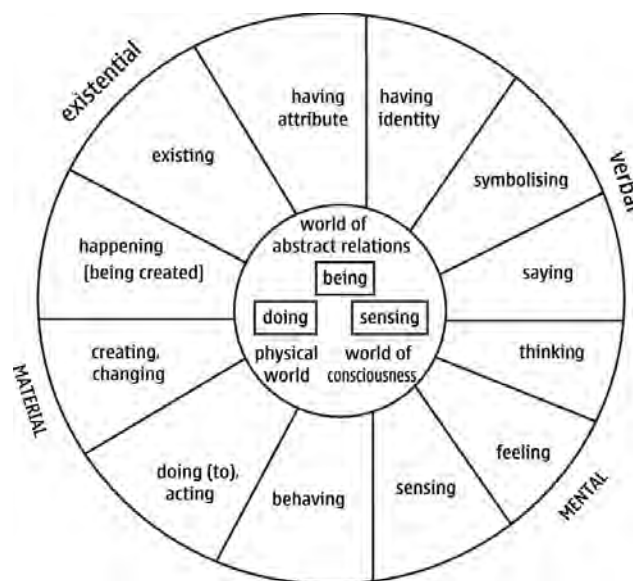 existential
having
attribute
having
identity
existing
verbal
symbolising
world of
abstract relations
happening
[being created]
being
saying
doing
sensing
creating,
changing
physical
world
world of
consciousness
thinking
MATERIAL
feeling
doing (to),
acting
behaving
sensing
MENTAL